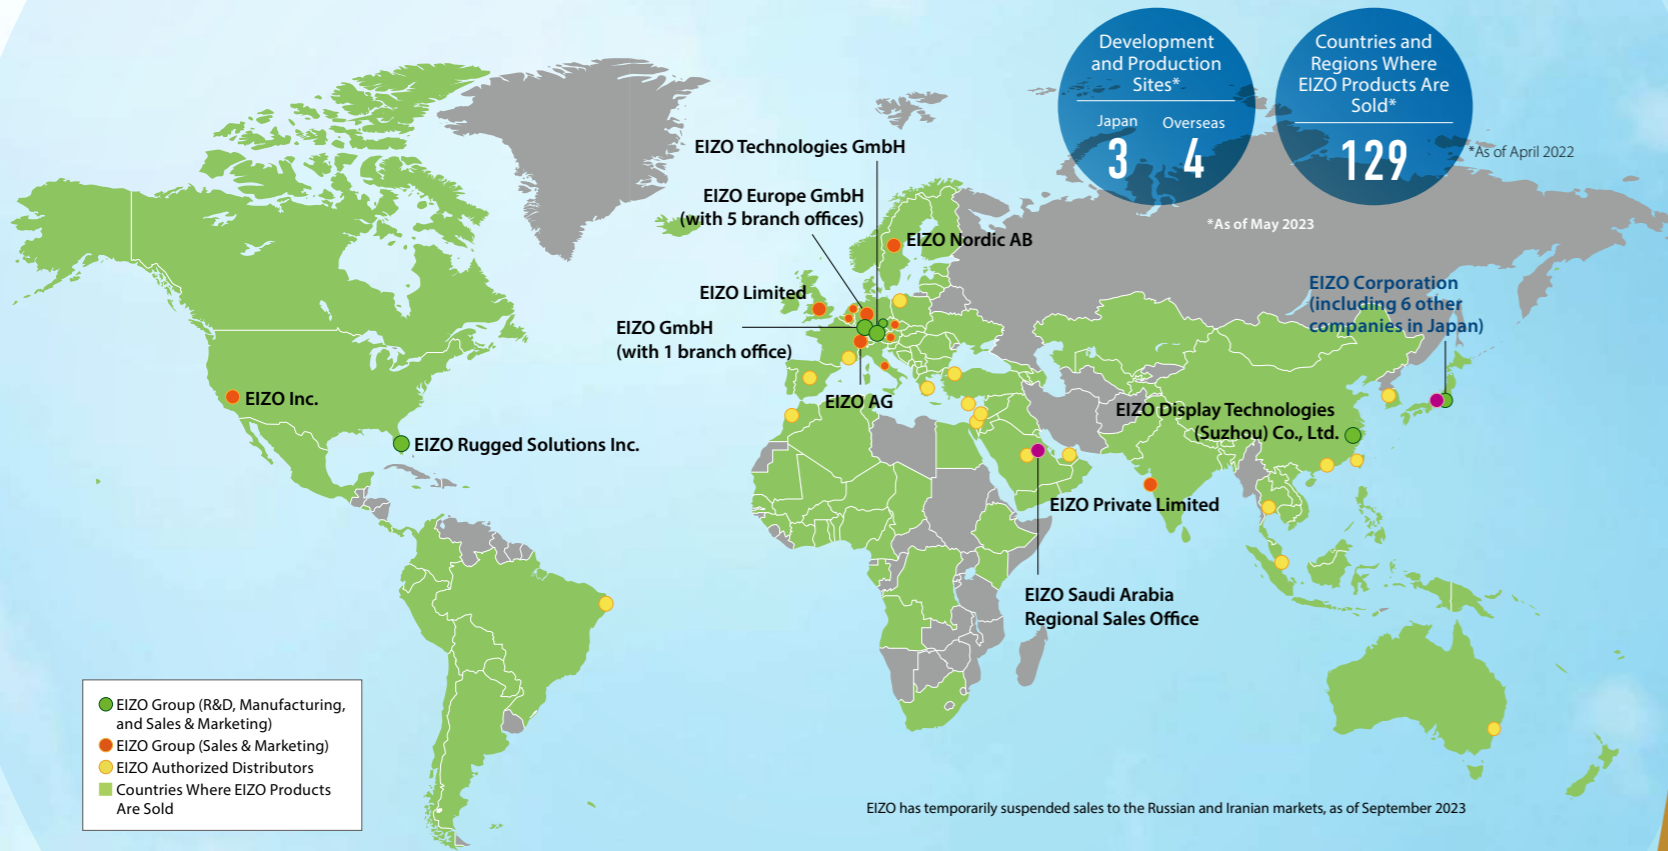 Development
and Production
Sites*
Japan
3
Overseas
4
Countries and
Regions Where
EIZO Products Are
Sold*
129
*As of April 2022
*As of May 2023
EIZO Technologies GmbH
EIZO Europe GmbH
(with 5 branch offices)
EIZO Nordic AB
EIZO Limited
EIZO GmbH
(with 1 branch office)
EIZO Corporation
(including 6 other
companies in Japan)
EIZO Inc.
EIZO AG
EIZO Display Technologies
(Suzhou) Co., Ltd.
EIZO Rugged Solutions Inc.
EIZO Private Limited
EIZO Saudi Arabia
Regional Sales Office
EIZO Group (R&D, Manufacturing,
and Sales & Marketing)
EIZO Group (Sales & Marketing)
EIZO Authorized Distributors
Countries Where EIZO Products
Are Sold
EIZO has temporarily suspended sales to the Russian and Iranian markets, as of September 2023